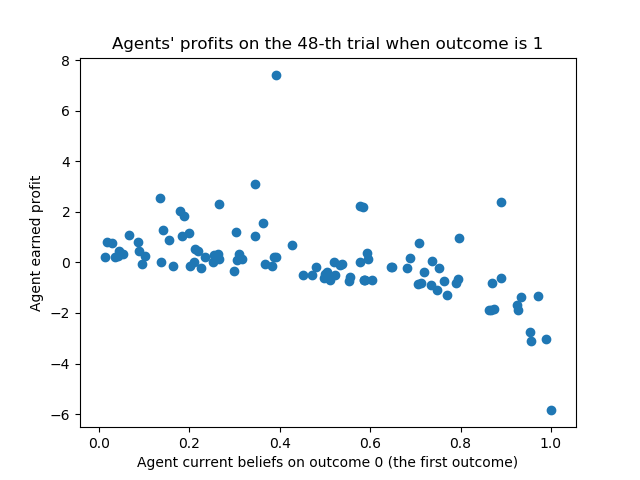 Agents' profits on the 48-th trial when outcome is 1
8
6
4
2
0
−2
−4
−6
Agent earned profit
0.0 0.2 0.4 0.6 0.8 1.0
Agent current beliefs on outcome 0 (the first outcome)